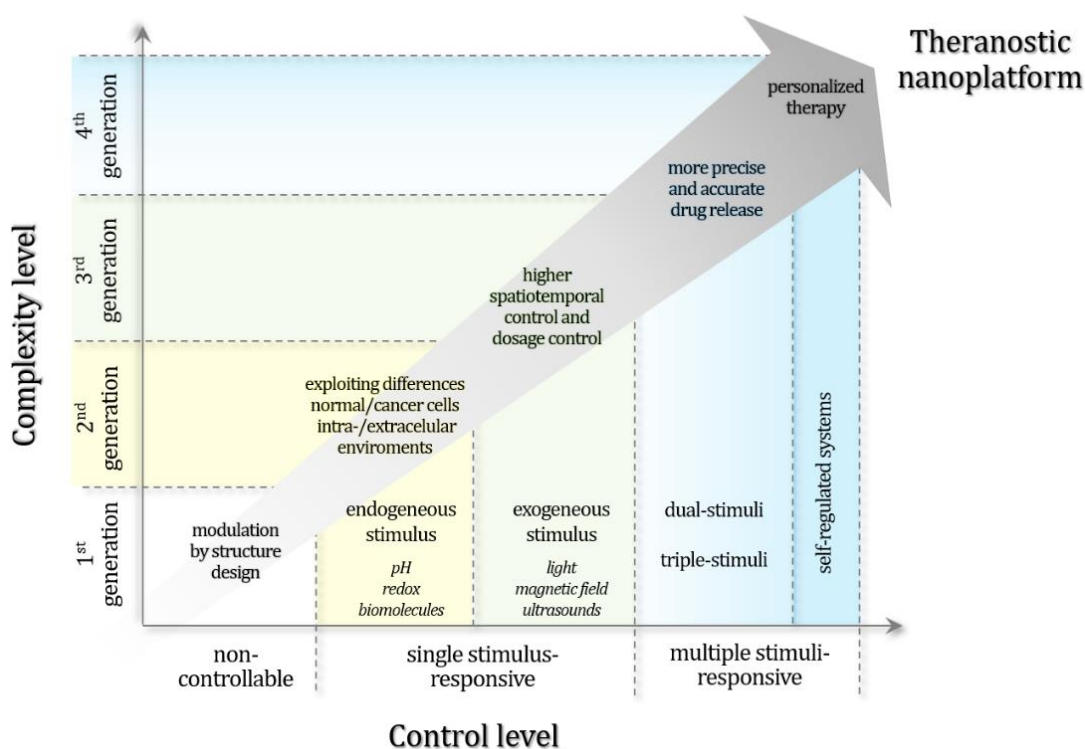 Theranostic
nanoplatform
personalized
therapy
more precise
and accurate
drug release
higher
spatiotemporal
control and
dosage control
exploiting differences
normal/cancer cells
intra-/extracelular
enviroments
modulation
by structure
design
endogeneous
stimulus
pH
redox
biomolecules
exogeneous
stimulus
light
magnetic field
ultrasounds
dual-stimuli
triple-stimuli
self-regulated systems
Complexity level
4th
generation
3rd
generation
2nd
generation
1st
generation
non-
controllable
single stimulus-
responsive
multiple stimuli-
responsive
Control level